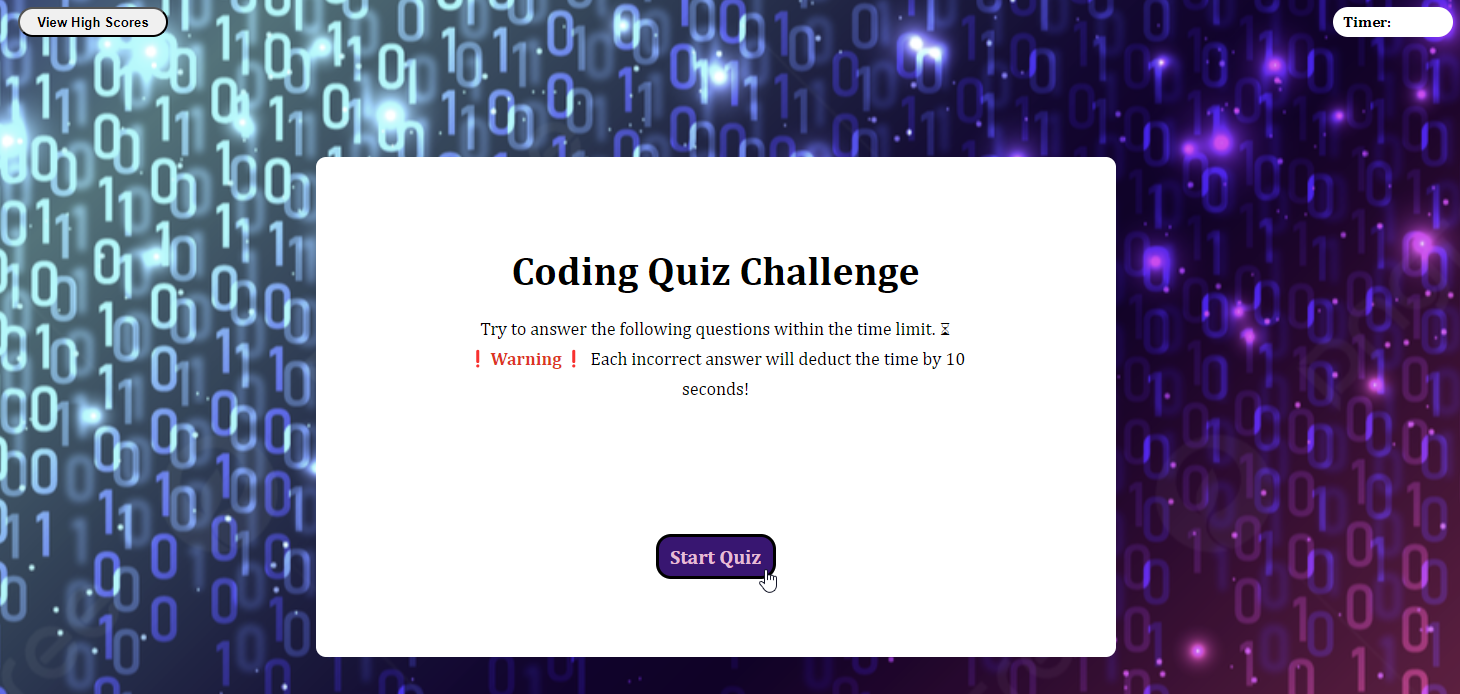 View High Scores
Timer:
Coding Quiz Challenge
Try to answer the following questions within the time limit. ⏳
❗ Warning ❗ Each incorrect answer will deduct the time by 10
seconds!
Start Quiz